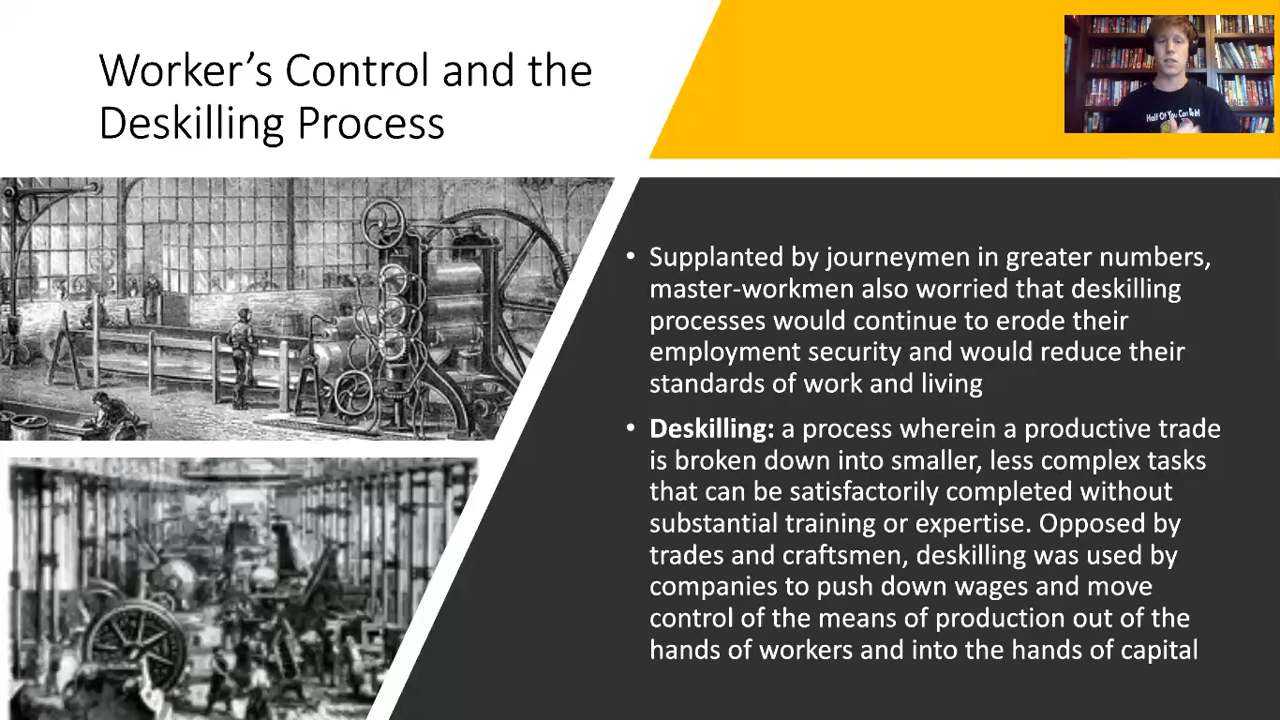 Worker’s Control and the
Deskilling Process
Half Of You Can
• Supplanted by journeymen in greater numbers,
master-workmen also worried that deskilling
processes would continue to erode their
employment security and would reduce their
standards of work and living
• Deskilling: a process wherein a productive trade
is broken down into smaller, less complex tasks
that can be satisfactorily completed without
substantial training or expertise. Opposed by
trades and craftsmen, deskilling was used by
companies to push down wages and move
control of the means of production out of the
hands of workers and into the hands of capital